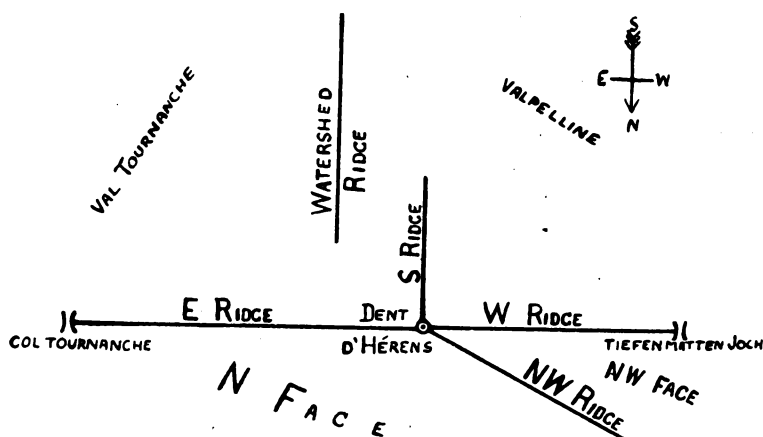 S
E W
N
VAL TOURNANCHE
WATERSHED
RIDGE
VALPELLINE
S RIDGE
E RIDGE
DENT
D'HÉRENS
W RIDGE
COL TOURNANCHE
TIEFENMATTEN JOCH
N FACE
NW RIDGE
NW FACE